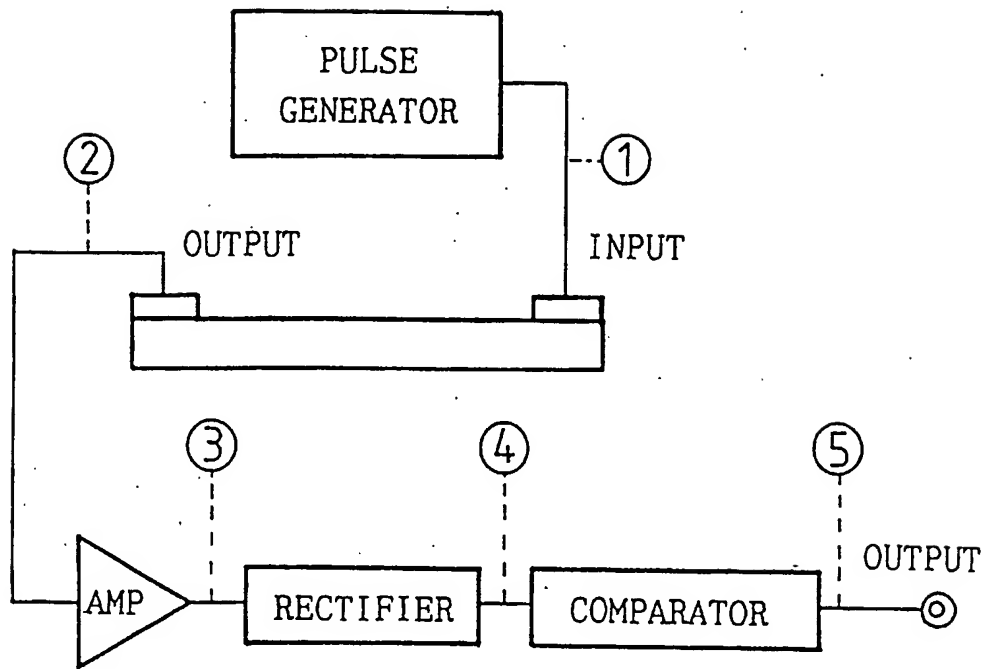 PULSE
GENERATOR
①
②
OUTPUT
INPUT
③
④
⑤
AMP
RECTIFIER
COMPARATOR
OUTPUT